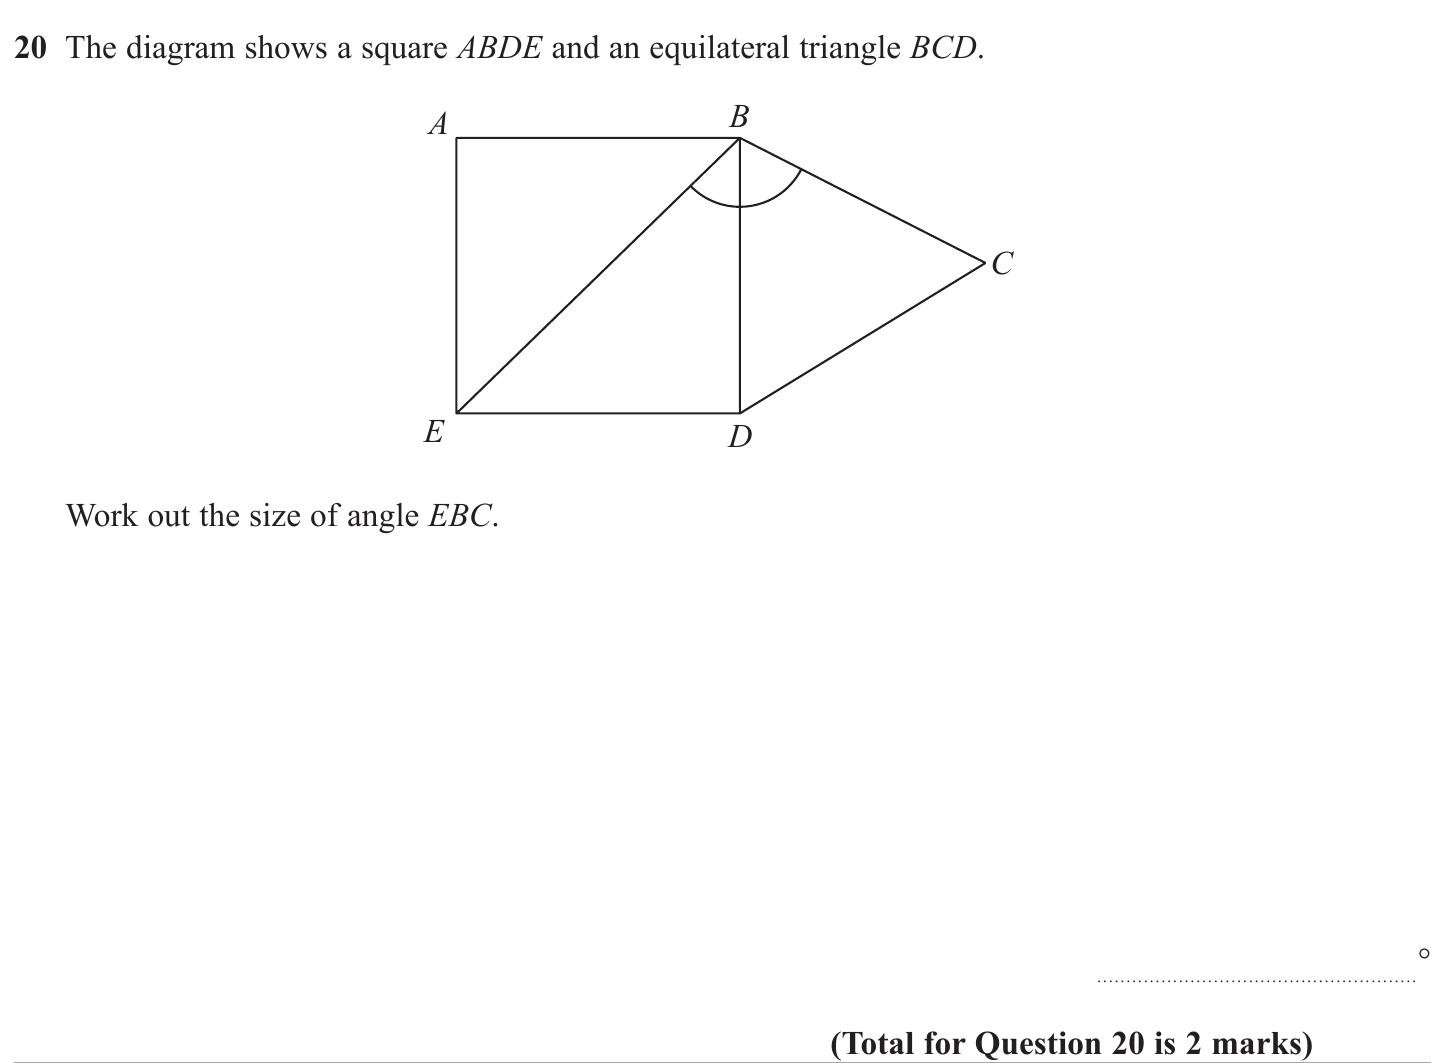 20 The diagram shows a square ABDE and an equilateral triangle BCD.
A
B
C
E
D
Work out the size of angle EBC.
°
(Total for Question 20 is 2 marks)